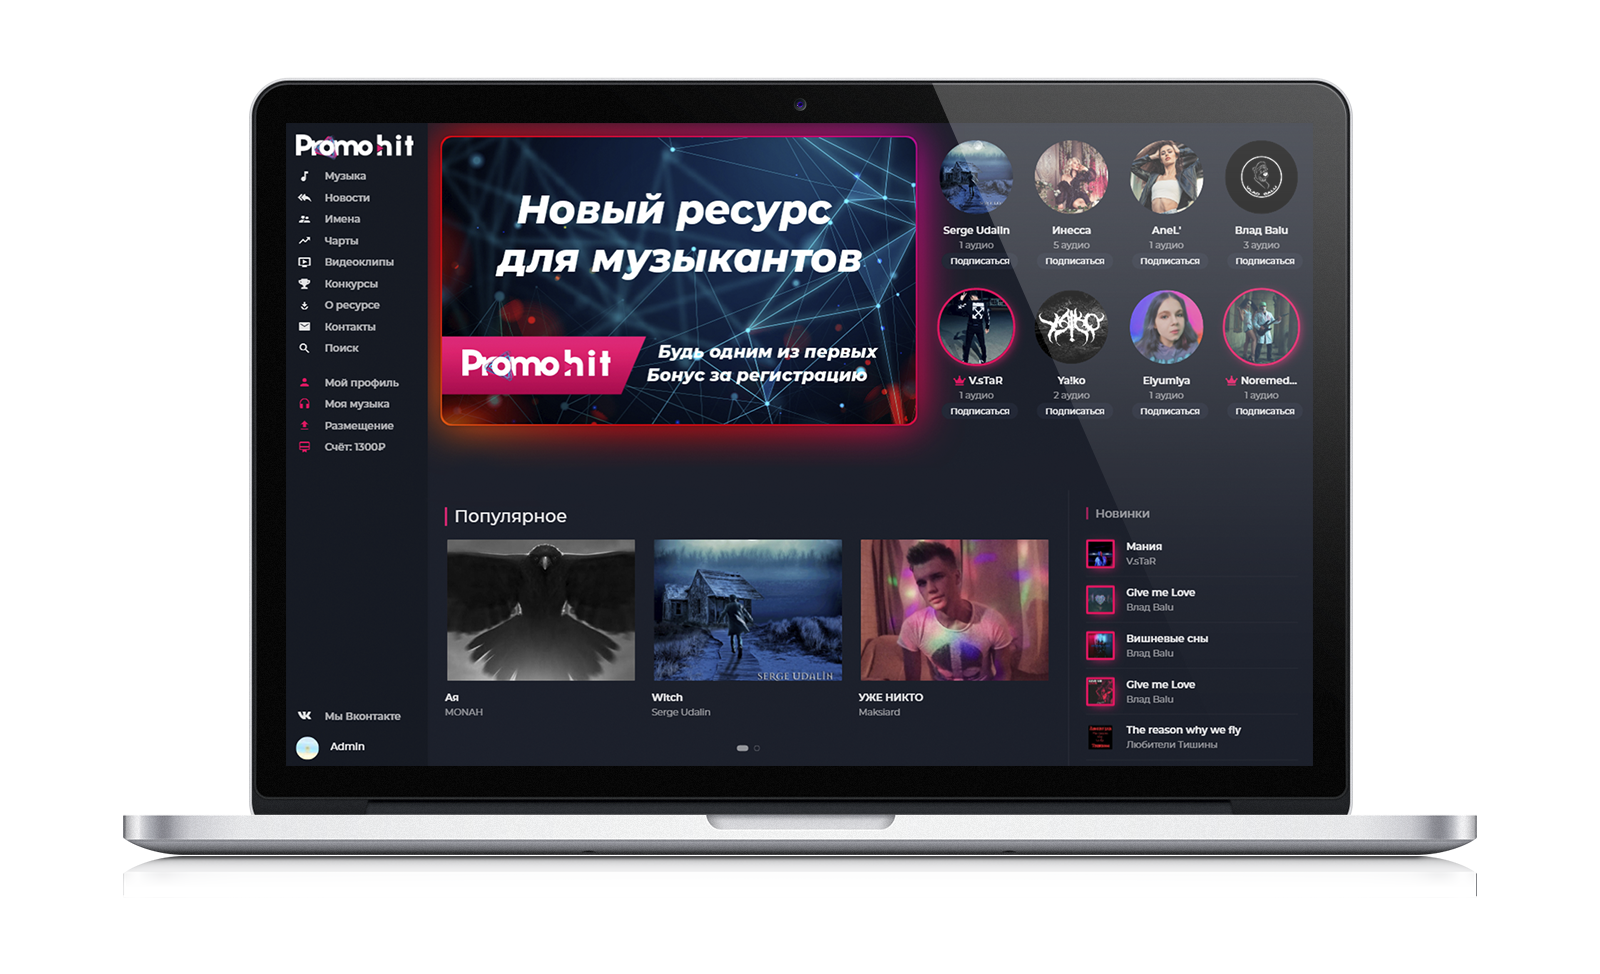 Promo hit
Музыка
Новости
Имена
Чарты
Видеоклипы
Конкурсы
О ресурсе
Контакты
Поиск
Мой профиль
Моя музыка
Размещение
Счёт: 1300₽
Мы Вконтакте
Admin
Новый ресурс
для музыкантов
Promo hit
Будь одним из первых
Бонус за регистрацию
Serge Udalin
1 аудио
Подписаться
Инесса
5 аудио
Подписаться
AneL'
1 аудио
Подписаться
Влад Balu
3 аудио
Подписаться
V.sTaR
1 аудио
Подписаться
Ya!ko
2 аудио
Подписаться
Elyumiya
1 аудио
Подписаться
Noremed...
1 аудио
Подписаться
Популярное
SERGE UDALIN
Ая
MONAH
Witch
Serge Udalin
УЖЕ НИКТО
Maksiard
Новинки
Мания
V.sTaR
Give me Love
Влад Balu
Вишневые сны
Влад Balu
Give me Love
Влад Balu
The reason why we fly
Любители Тишины